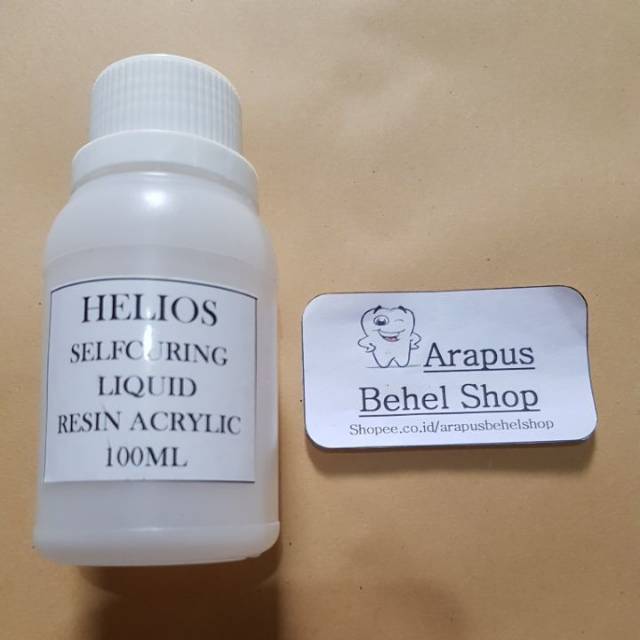 HELIOS
SELFCURING
LIQUID
RESIN ACRYLIC
100ML
Arapus
Behel Shop
Shopee.co.id/arapusbehelshop